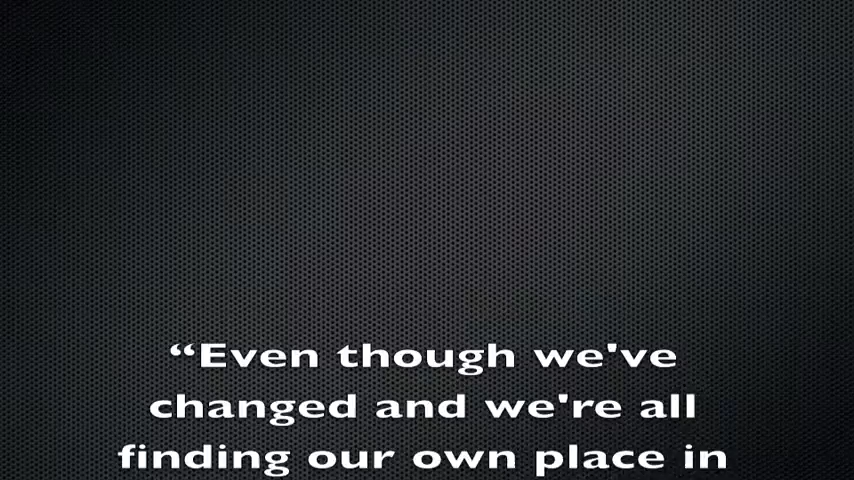 “Even though we've
changed and we're all
finding our own place in